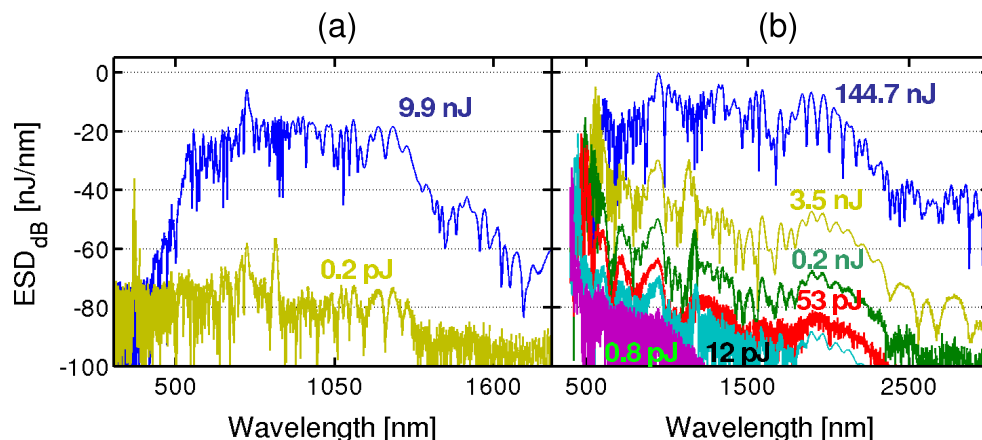 (a)
(b)
ESD_dB [nJ/nm]
0
-20
-40
-60
-80
-100
9.9 nJ
0.2 pJ
144.7 nJ
3.5 nJ
0.2 nJ
53 pJ
0.8 pJ
12 pJ
500
1050
1600
500
1500
2500
Wavelength [nm]
Wavelength [nm]